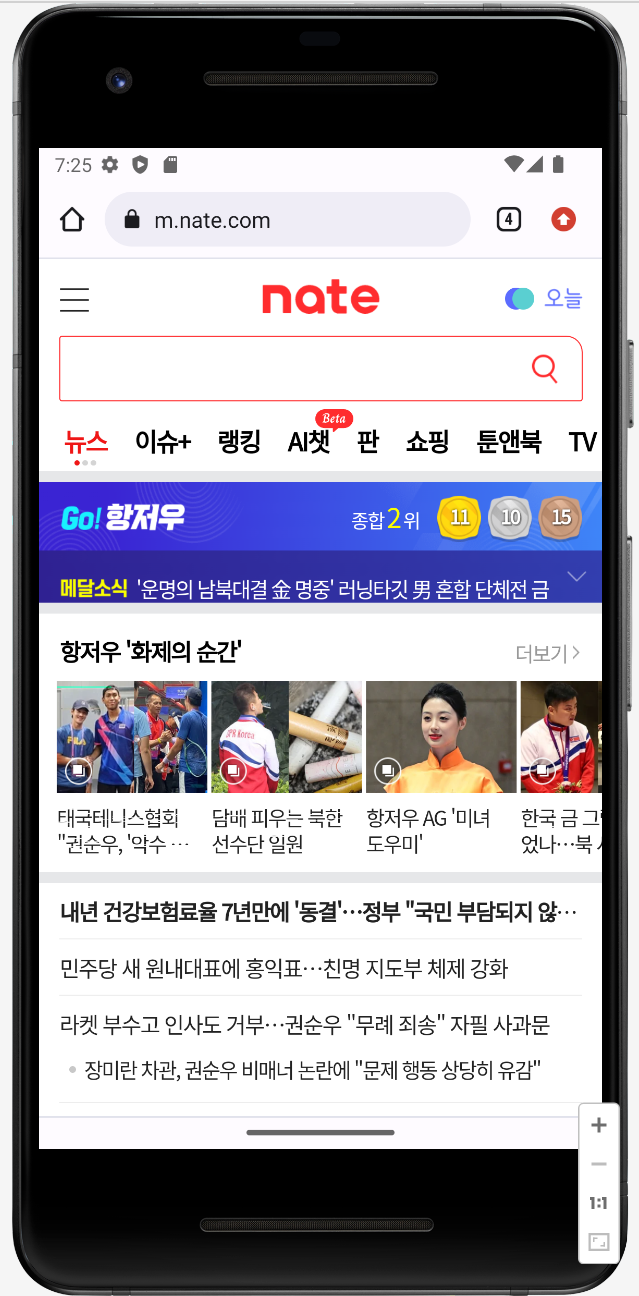 7:25
m.nate.com
4
nate
오늘
Beta
뉴스 이슈+ 랭킹 AI챗 판 쇼핑 툰앤북 TV
Go! 항저우 종합 2 위 11 10 15
메달소식 '운명의 남북대결 金 명중' 러닝타깃 男 혼합 단체전 금
항저우 '화제의 순간' 더보기 >
FILA
DPR Korea
태국테니스협회
"권순우, '악수 …
담배 피우는 북한
선수단 일원
항저우 AG '미녀
도우미'
한국 금
었나…북
내년 건강보험료율 7년만에 '동결'…정부 "국민 부담되지 않…
민주당 새 원내대표에 홍익표…친명 지도부 체제 강화
라켓 부수고 인사도 거부…권순우 "무례 죄송" 자필 사과문
장미란 차관, 권순우 비매너 논란에 "문제 행동 상당히 유감"
1:1